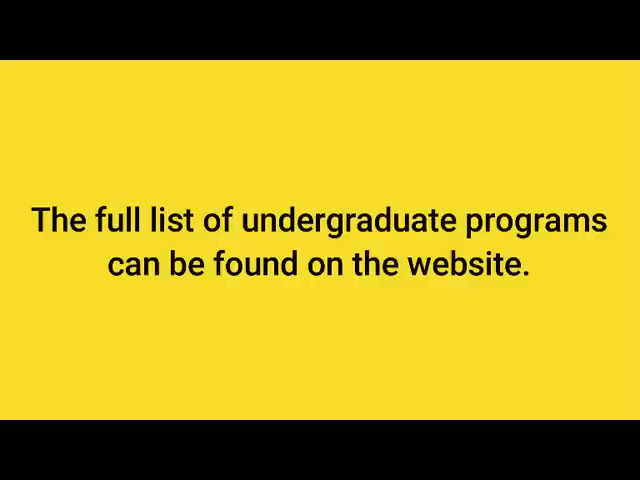 The full list of undergraduate programs
can be found on the website.